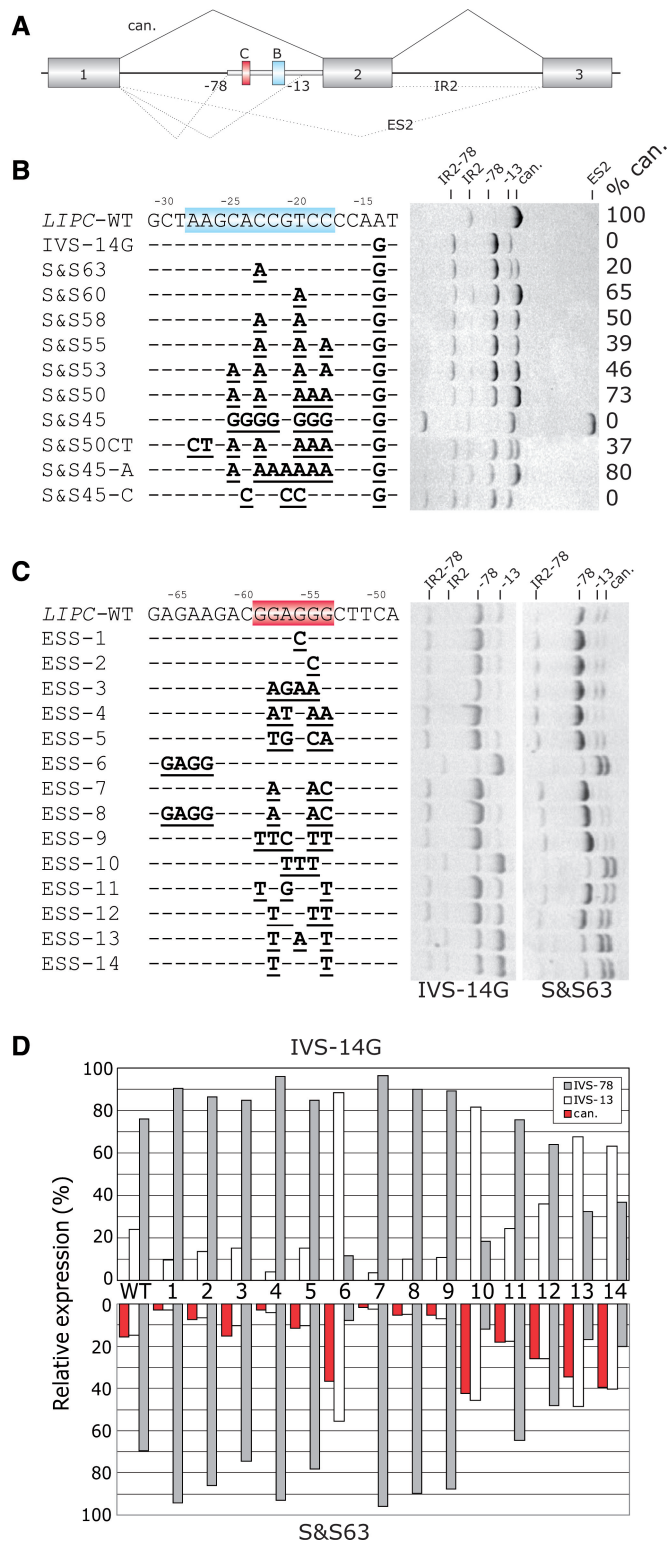 A
can.
C B
1 2 3
-78 -13 IR2
ES2
B
IR2-78 IR2 -78 -13 can. ES2 % can.
-30 -25 -20 -15
LIPC-WT GCTAAGCACCGTCCCCAAT 100
IVS-14G -----------------G- 0
S&S63 --------A--------G- 20
S&S60 -----------A-----G- 65
S&S58 --------A--A-----G- 50
S&S55 --------A--A-A---G- 39
S&S53 ------A-A--A-A---G- 46
S&S50 ------A-A--AAA---G- 73
S&S45 ------GGGG-GGG---G- 0
S&S50CT ---CT-A-A--AAA---G- 37
S&S45-A ------A-AAAAAA---G- 80
S&S45-C -------C--CC-----G- 0
C
IR2-78 IR2 -78 -13 IR2-78 -78 -13 can.
-65 -60 -55 -50
LIPC-WT GAGAAGACGGAGGGCTTCA
ESS-1 -----------C-------
ESS-2 ------------C------
ESS-3 ---------AGAA------
ESS-4 ---------AT-AA-----
ESS-5 ---------TG-CA-----
ESS-6 -GAGG--------------
ESS-7 ---------A--AC-----
ESS-8 -GAGG----A--AC-----
ESS-9 --------TTC-TT-----
ESS-10 ----------TTT------
ESS-11 --------T-G--T-----
ESS-12 ---------T--TT-----
ESS-13 ---------T-A-T-----
ESS-14 ---------T---T-----
IVS-14G S&S63
D
IVS-14G
Relative expression (%)
100
80
60
40
20
0
IVS-78
IVS-13
can.
WT 1 2 3 4 5 6 7 8 9 10 11 12 13 14
0
20
40
60
80
100
S&S63